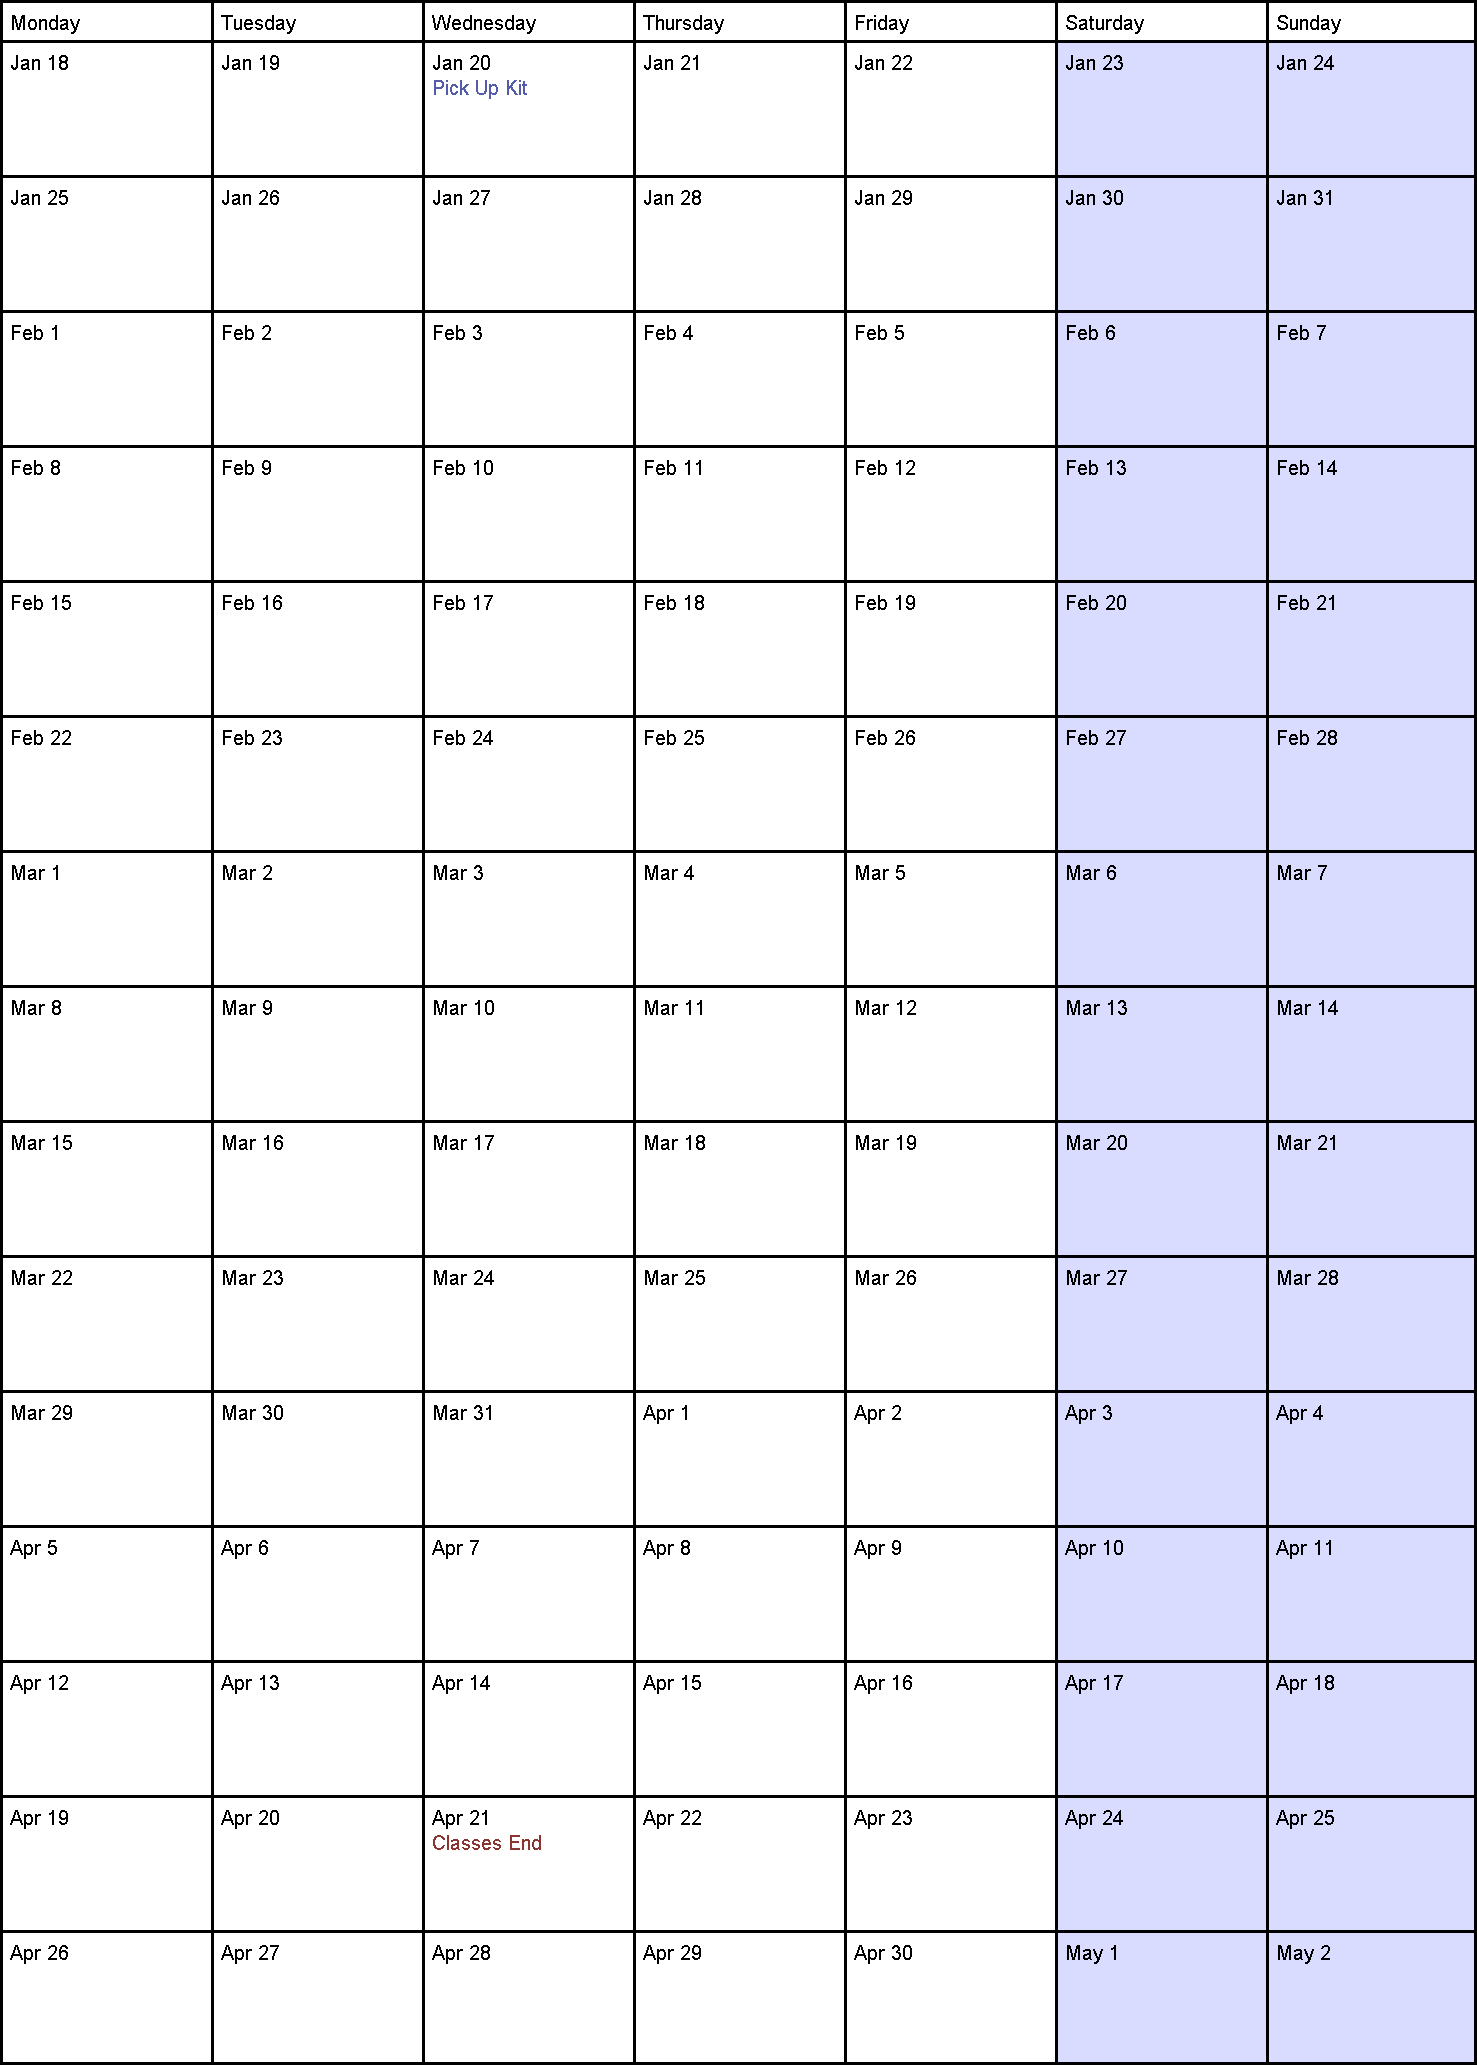 Monday Tuesday Wednesday Thursday Friday Saturday Sunday
Jan 18 Jan 19 Jan 20 Jan 21 Jan 22 Jan 23 Jan 24
Pick Up Kit
Jan 25 Jan 26 Jan 27 Jan 28 Jan 29 Jan 30 Jan 31
Feb 1 Feb 2 Feb 3 Feb 4 Feb 5 Feb 6 Feb 7
Feb 8 Feb 9 Feb 10 Feb 11 Feb 12 Feb 13 Feb 14
Feb 15 Feb 16 Feb 17 Feb 18 Feb 19 Feb 20 Feb 21
Feb 22 Feb 23 Feb 24 Feb 25 Feb 26 Feb 27 Feb 28
Mar 1 Mar 2 Mar 3 Mar 4 Mar 5 Mar 6 Mar 7
Mar 8 Mar 9 Mar 10 Mar 11 Mar 12 Mar 13 Mar 14
Mar 15 Mar 16 Mar 17 Mar 18 Mar 19 Mar 20 Mar 21
Mar 22 Mar 23 Mar 24 Mar 25 Mar 26 Mar 27 Mar 28
Mar 29 Mar 30 Mar 31 Apr 1 Apr 2 Apr 3 Apr 4
Apr 5 Apr 6 Apr 7 Apr 8 Apr 9 Apr 10 Apr 11
Apr 12 Apr 13 Apr 14 Apr 15 Apr 16 Apr 17 Apr 18
Apr 19 Apr 20 Apr 21 Apr 22 Apr 23 Apr 24 Apr 25
Classes End
Apr 26 Apr 27 Apr 28 Apr 29 Apr 30 May 1 May 2